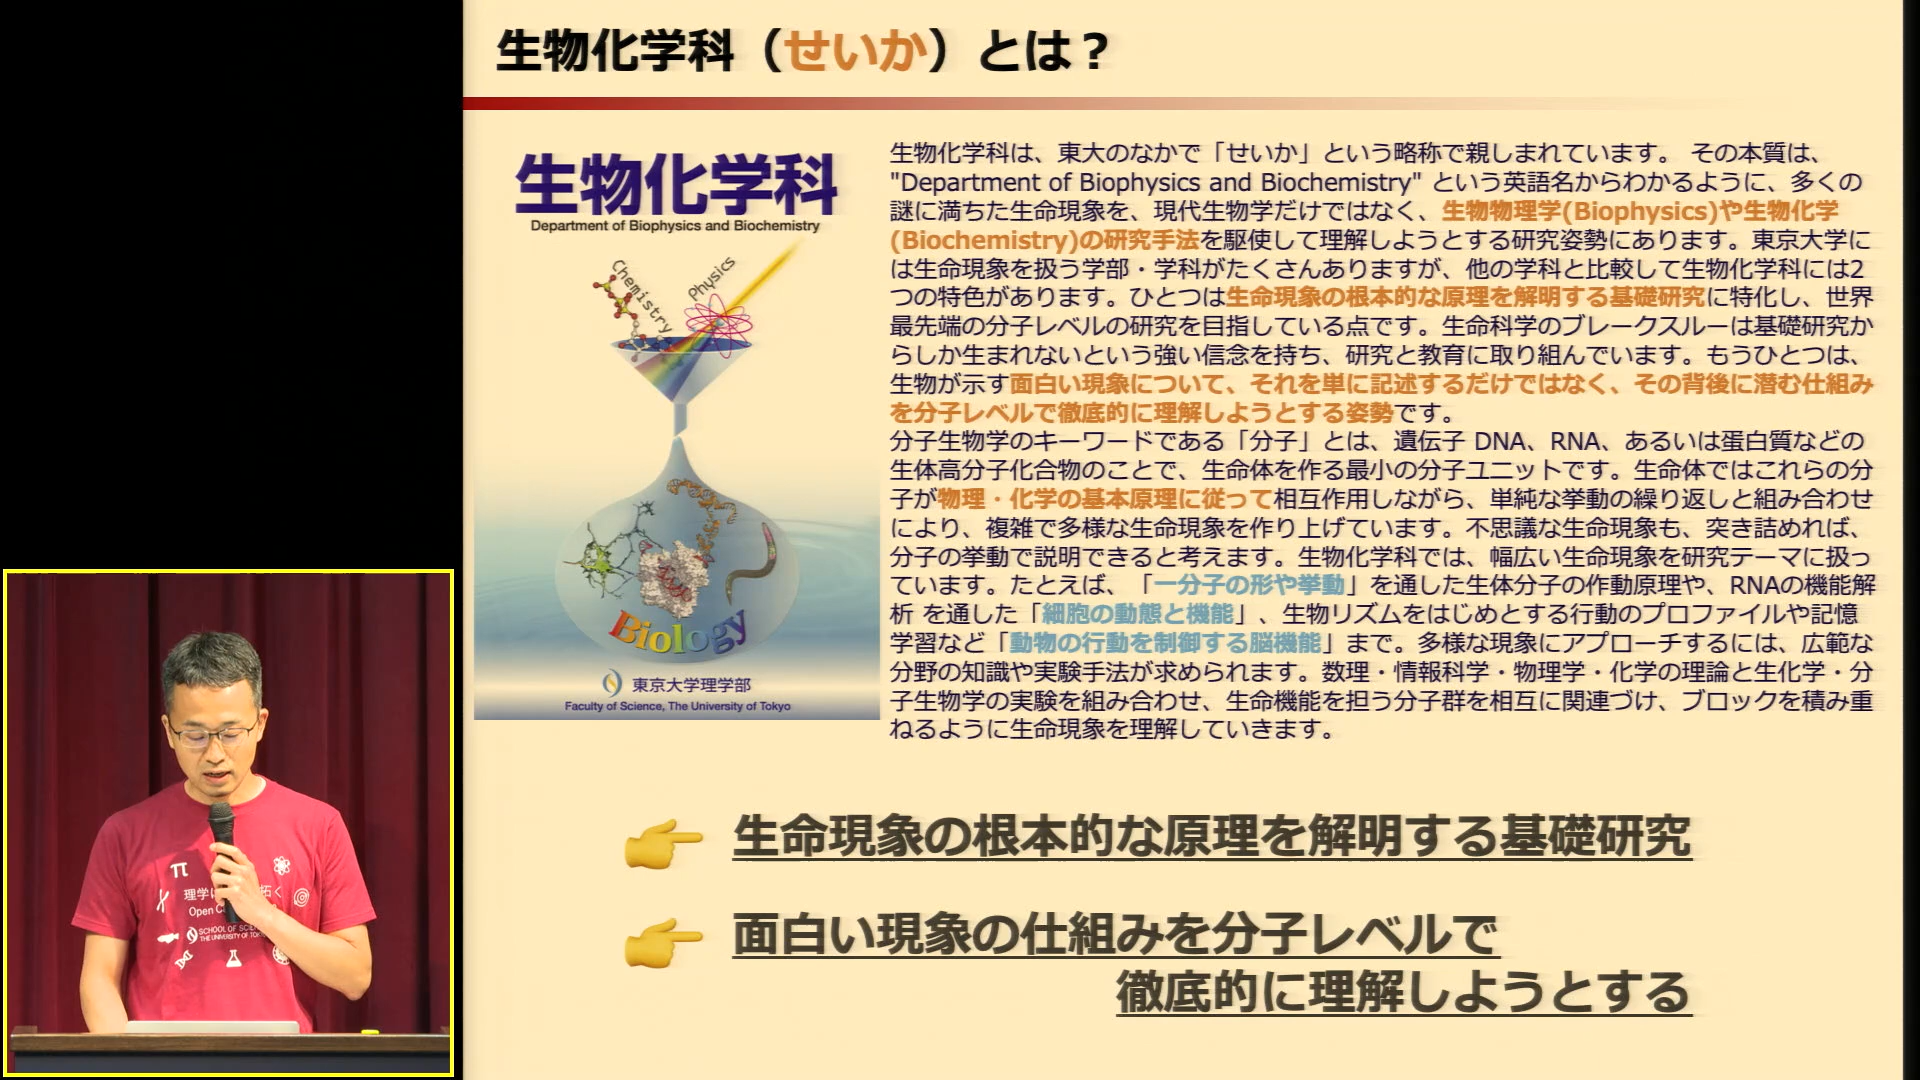 生物化学科（せいか）とは？
生物化学科
Department of Biophysics and Biochemistry
Chemistry
Physics
Biology
東京大学理学部
Faculty of Science, The University of Tokyo
生物化学科は、東大のなかで「せいか」という略称で親しまれています。 その本質は、
"Department of Biophysics and Biochemistry" という英語名からわかるように、多くの
謎に満ちた生命現象を、現代生物学だけではなく、生物物理学(Biophysics)や生物化学
(Biochemistry)の研究手法を駆使して理解しようとする研究姿勢にあります。東京大学に
は生命現象を扱う学部・学科がたくさんありますが、他の学科と比較して生物化学科には2
つの特色があります。ひとつは生命現象の根本的な原理を解明する基礎研究に特化し、世界
最先端の分子レベルの研究を目指している点です。生命科学のブレークスルーは基礎研究か
らしか生まれないという強い信念を持ち、研究と教育に取り組んでいます。もうひとつは、
生物が示す面白い現象について、それを単に記述するだけではなく、その背後に潜む仕組み
を分子レベルで徹底的に理解しようとする姿勢です。
分子生物学のキーワードである「分子」とは、遺伝子 DNA、RNA、あるいは蛋白質などの
生体高分子化合物のことで、生命体を作る最小の分子ユニットです。生命体ではこれらの分
子が物理・化学の基本原理に従って相互作用しながら、単純な挙動の繰り返しと組み合わせ
により、複雑で多様な生命現象を作り上げています。不思議な生命現象も、突き詰めれば、
分子の挙動で説明できると考えます。生物化学科では、幅広い生命現象を研究テーマに扱っ
ています。たとえば、「一分子の形や挙動」を通した生体分子の作動原理や、RNAの機能解
析 を通した「細胞の動態と機能」、生物リズムをはじめとする行動のプロファイルや記憶
学習など「動物の行動を制御する脳機能」まで。多様な現象にアプローチするには、広範な
分野の知識や実験手法が求められます。数理・情報科学・物理学・化学の理論と生化学・分
子生物学の実験を組み合わせ、生命機能を担う分子群を相互に関連づけ、ブロックを積み重
ねるように生命現象を理解していきます。
生命現象の根本的な原理を解明する基礎研究
面白い現象の仕組みを分子レベルで
徹底的に理解しようとする
π
理学 拓く
Open
SCHOOL OF
THE UNIVERSITY OF